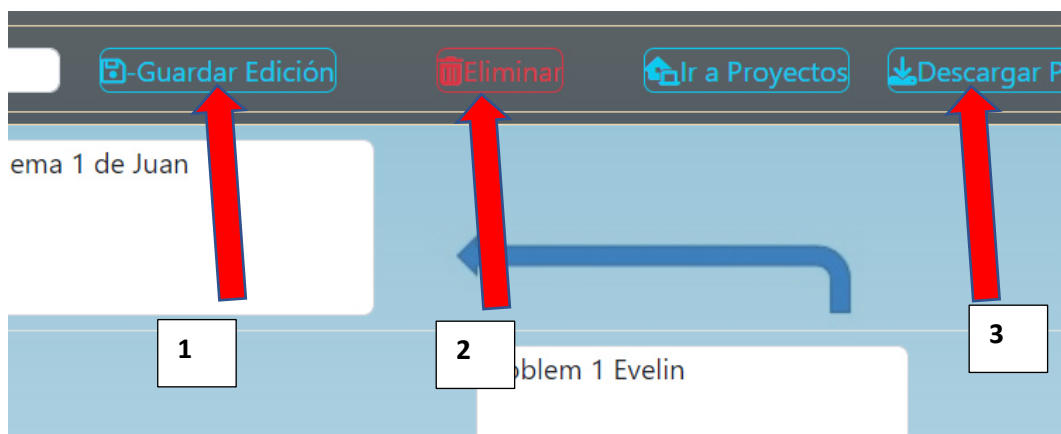 -Guardar Edición
Eliminar
Ir a Proyectos
Descargar P
ema 1 de Juan
1
2
3
oblem 1 Evelin